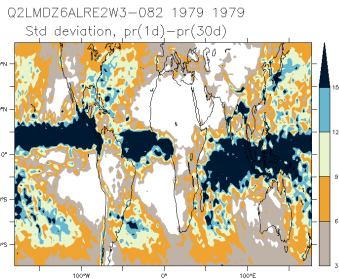 Q2LMDZ6ALRE2W3-082 1979 1979
Std deviation, pr(1d)-pr(30d)
15
12
9
6
3
0°
100°W
0°
100°E